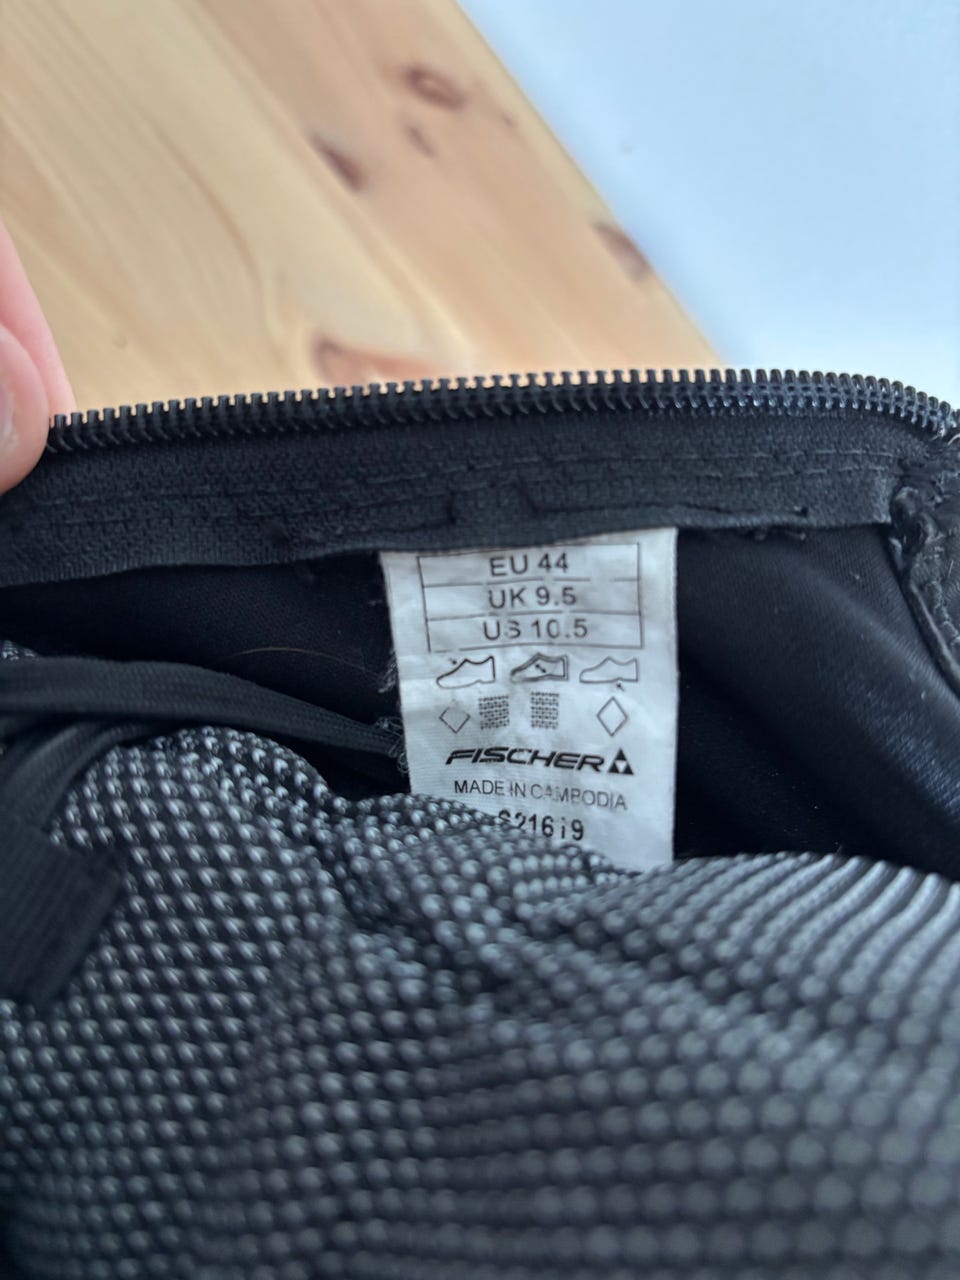 EU 44
UK 9.5
US 10.5
FISCHER
MADE IN CAMBODIA
S21619